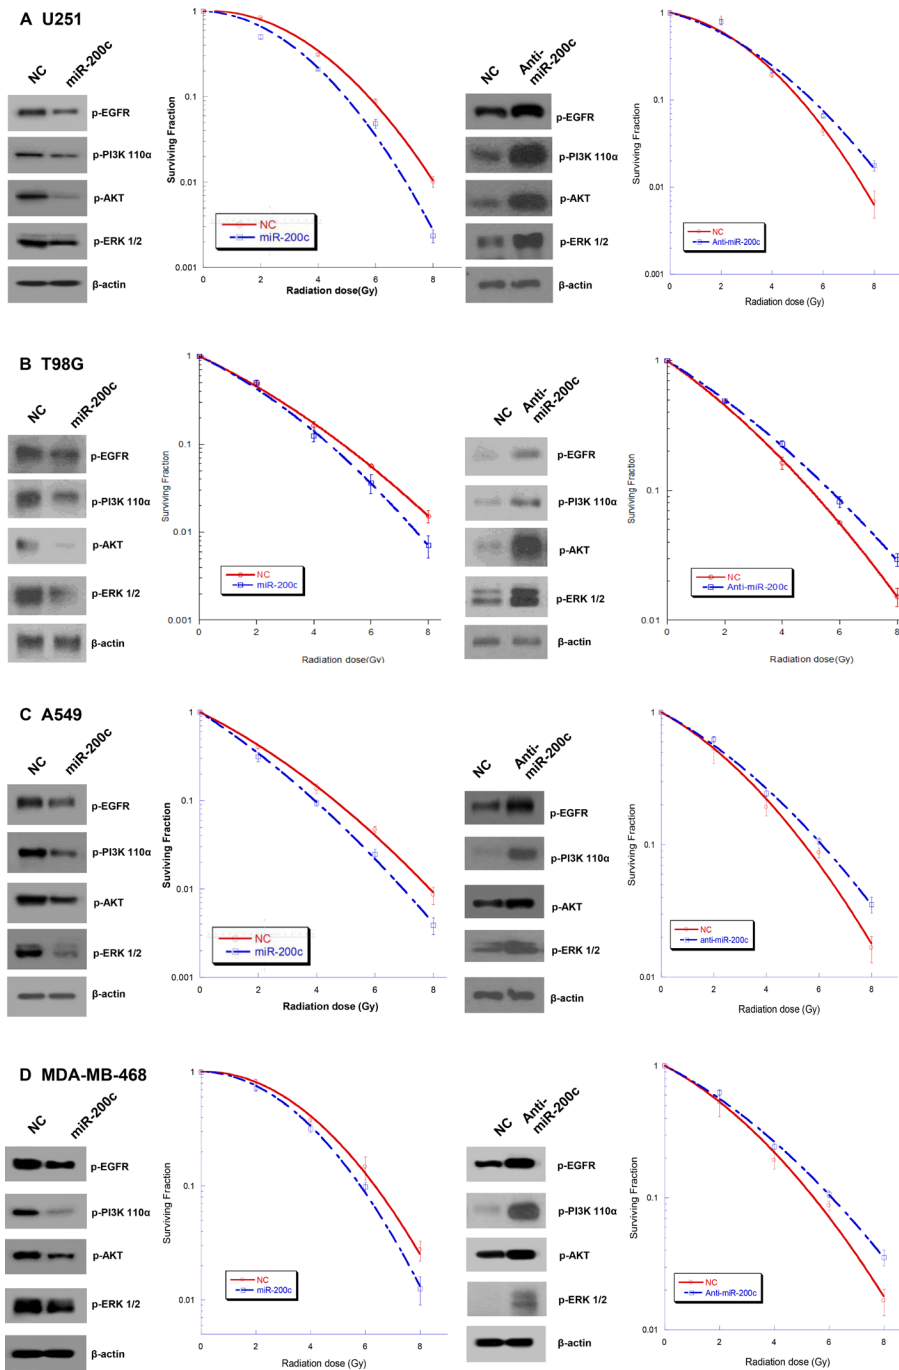 A U251
NC
miR-200c
p-EGFR
p-PI3K 110α
p-AKT
p-ERK 1/2
β-actin
Surviving Fraction
1
0.1
0.01
0.001
0
2
4
6
8
NC
miR-200c
Radiation dose(Gy)
NC
Anti-
miR-200c
p-EGFR
p-PI3K 110α
p-AKT
p-ERK 1/2
β-actin
Surviving Fraction
1
0.1
0.01
0.001
0
2
4
6
8
NC
Anti-miR-200c
Radiation dose (Gy)
B T98G
NC
miR-200c
p-EGFR
p-PI3K 110α
p-AKT
p-ERK 1/2
β-actin
Surviving Fraction
1
0.1
0.01
0.001
0
2
4
6
8
NC
miR-200c
Radiation dose(Gy)
NC
Anti-
miR-200c
p-EGFR
p-PI3K 110α
p-AKT
p-ERK 1/2
β-actin
Surviving Fraction
1
0.1
0.01
0
2
4
6
8
NC
Anti-miR-200c
Radiation dose(Gy)
C A549
NC
miR-200c
p-EGFR
p-PI3K 110α
p-AKT
p-ERK 1/2
β-actin
Suviving Fraction
1
0.1
0.01
0.001
0
2
4
6
8
NC
miR-200c
Radiation dose (Gy)
NC
Anti-
miR-200c
p-EGFR
p-PI3K 110α
p-AKT
p-ERK 1/2
β-actin
Surviving Fraction
1
0.1
0.01
0
2
4
6
8
NC
anti-miR-200c
Radiation dose (Gy)
D MDA-MB-468
NC
miR-200c
p-EGFR
p-PI3K 110α
p-AKT
p-ERK 1/2
β-actin
Surviving Fraction
1
0.1
0.01
0
2
4
6
8
NC
miR-200c
Radiation dose (Gy)
NC
Anti-
miR-200c
p-EGFR
p-PI3K 110α
p-AKT
p-ERK 1/2
β-actin
Surviving Fraction
1
0.1
0.01
0
2
4
6
8
NC
Anti-miR-200c
Radiation dose (Gy)